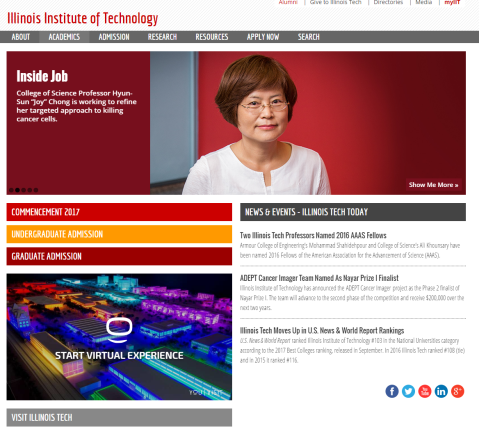 Alumni | Give to Illinois Tech | Directories | Media | myIIT
Illinois Institute of Technology
ABOUT ACADEMICS ADMISSION RESEARCH RESOURCES APPLY NOW SEARCH
Inside Job
College of Science Professor Hyun-
Sun "Joy" Chong is working to refine
her targeted approach to killing
cancer cells.
Show Me More »
COMMENCEMENT 2017
UNDERGRADUATE ADMISSION
GRADUATE ADMISSION
START VIRTUAL EXPERIENCE
YOUVISIT
VISIT ILLINOIS TECH
NEWS & EVENTS - ILLINOIS TECH TODAY
Two Illinois Tech Professors Named 2016 AAAS Fellows
Armour College of Engineering's Mohammad Shahidehpour and College of Science's Ali Khounsary have
been named 2016 Fellows of the American Association for the Advancement of Science (AAAS).
ADEPT Cancer Imager Team Named As Nayar Prize I Finalist
Illinois Institute of Technology has announced the ADEPT Cancer Imager project as the Phase 2 finalist of
Nayar Prize I. The team will advance to the second phase of the competition and receive $200,000 over the
next two years.
Illinois Tech Moves Up in U.S. News & World Report Rankings
U.S. News & World Report ranked Illinois Institute of Technology #103 in the National Universities category
according to the 2017 Best Colleges ranking, released in September. In 2016 Illinois Tech ranked #108 (tie)
and in 2015 it ranked #116.